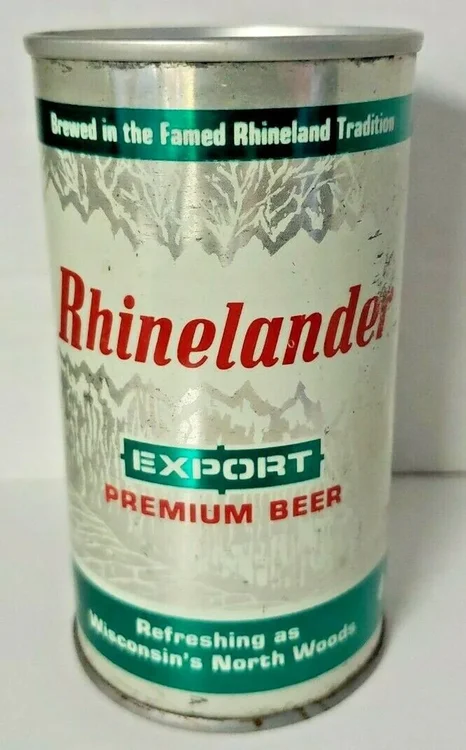 Brewed in the Famed Rhineland Tradition
Rhinelander
EXPORT
PREMIUM BEER
Refreshing as
Wisconsin's North Woods